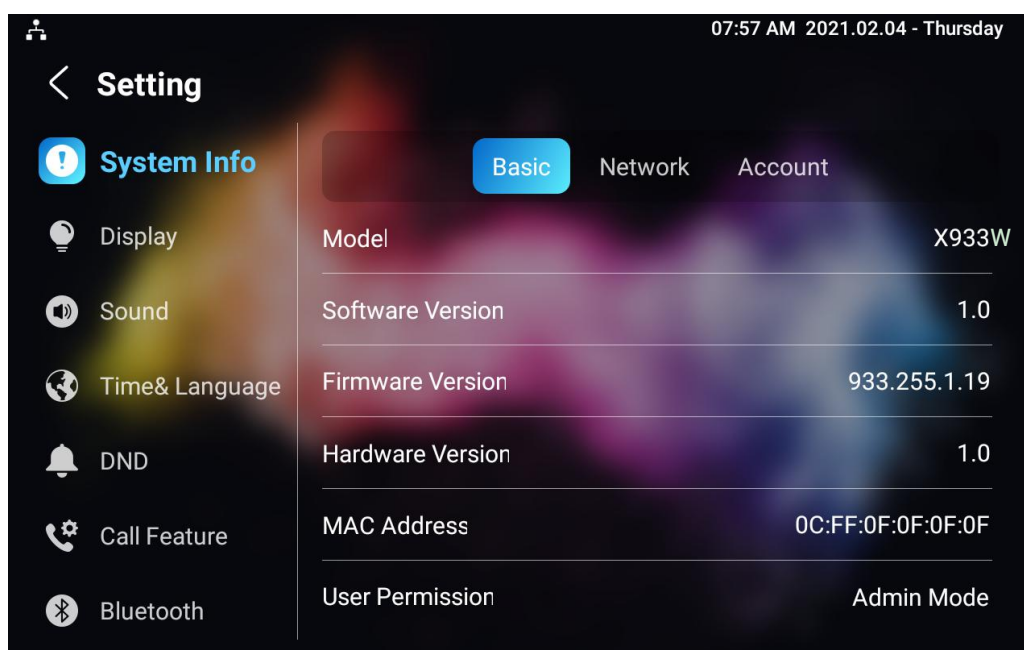 07:57 AM 2021.02.04 - Thursday
Setting
System Info
Display
Sound
Time& Language
DND
Call Feature
Bluetooth
Basic Network Account
Model X933W
Software Version 1.0
Firmware Version 933.255.1.19
Hardware Version 1.0
MAC Address 0C:FF:0F:0F:0F:0F
User Permission Admin Mode